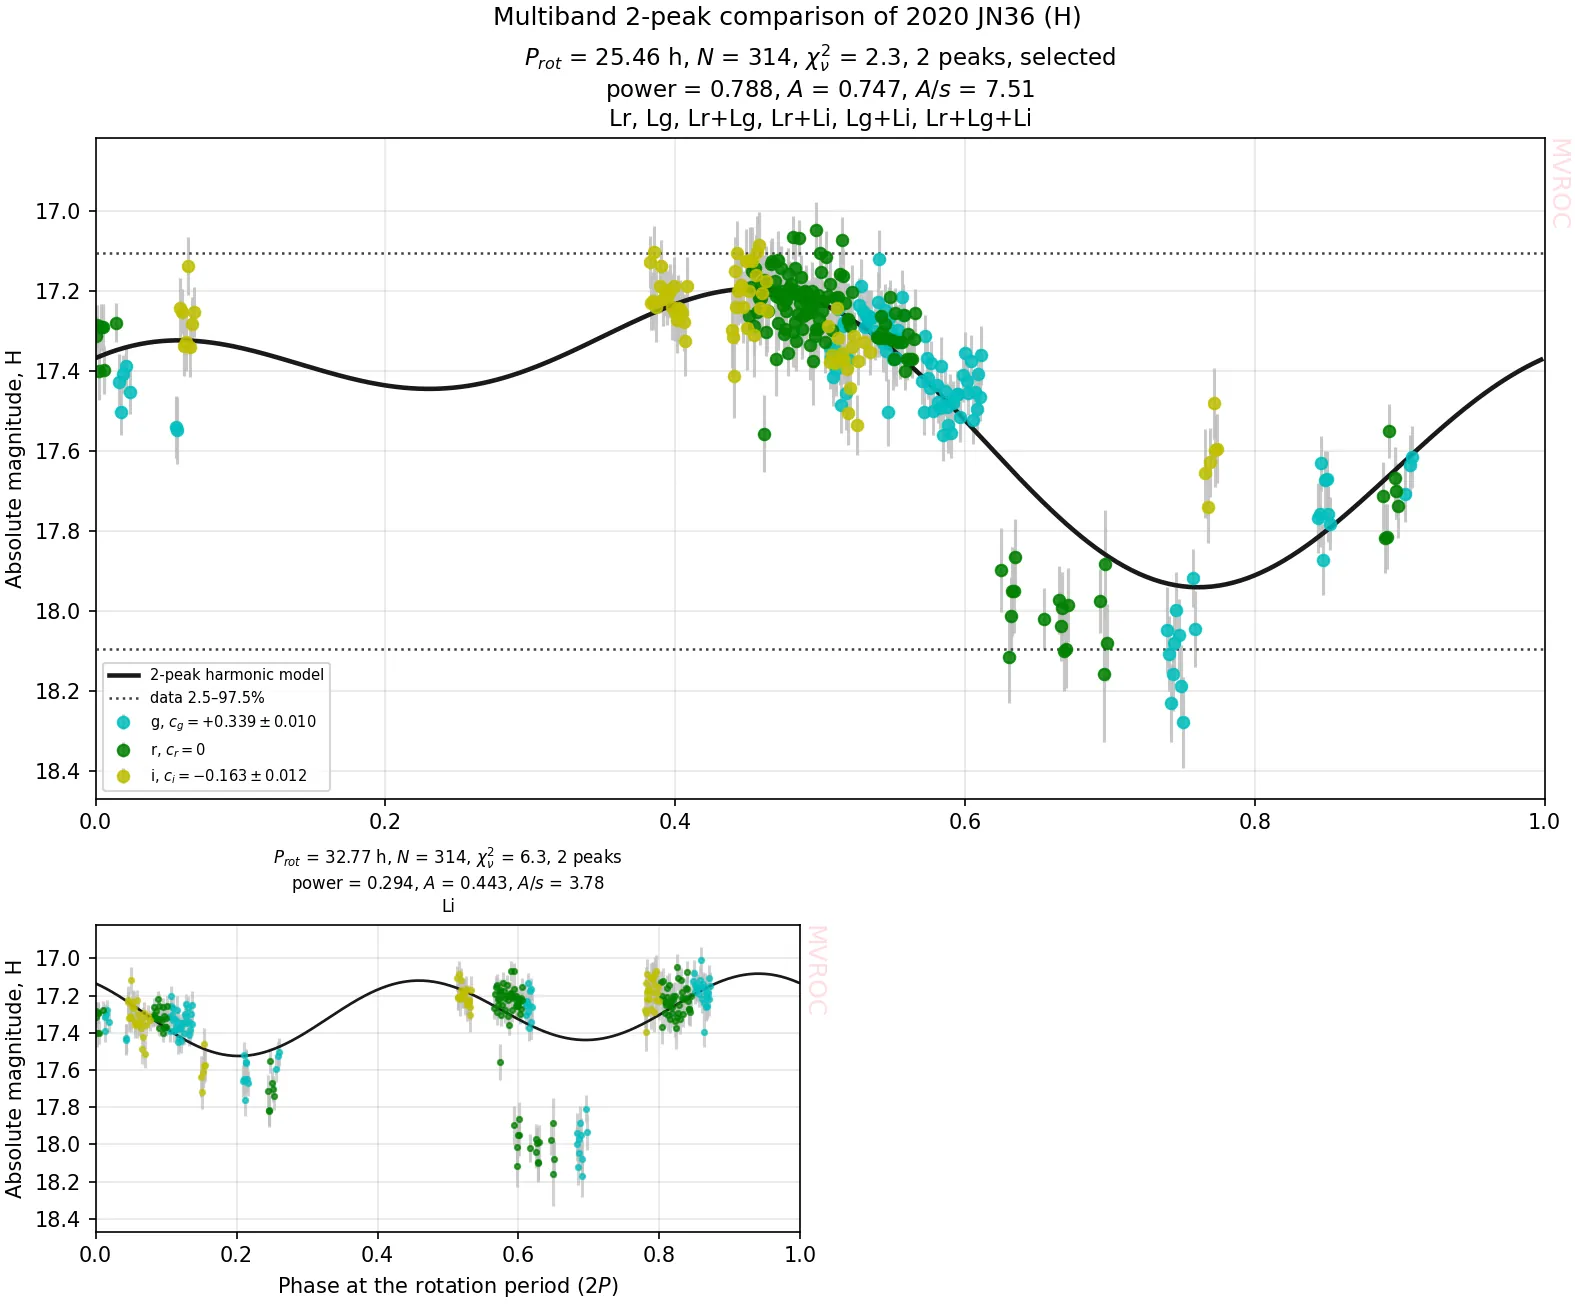 Multiband 2-peak comparison of 2020 JN36 (H)
P_rot = 25.46 h, N = 314, χ²_ν = 2.3, 2 peaks, selected
power = 0.788, A = 0.747, A/s = 7.51
Lr, Lg, Lr+Lg, Lr+Li, Lg+Li, Lr+Lg+Li
MVROC
Absolute magnitude, H
17.0
17.2
17.4
17.6
17.8
18.0
18.2
18.4
2-peak harmonic model
data 2.5–97.5%
g, c_g = +0.339 ± 0.010
r, c_r = 0
i, c_i = −0.163 ± 0.012
0.0 0.2 0.4 0.6 0.8 1.0
P_rot = 32.77 h, N = 314, χ²_ν = 6.3, 2 peaks
power = 0.294, A = 0.443, A/s = 3.78
Li
MVROC
Absolute magnitude, H
17.0
17.2
17.4
17.6
17.8
18.0
18.2
18.4
0.0 0.2 0.4 0.6 0.8 1.0
Phase at the rotation period (2P)